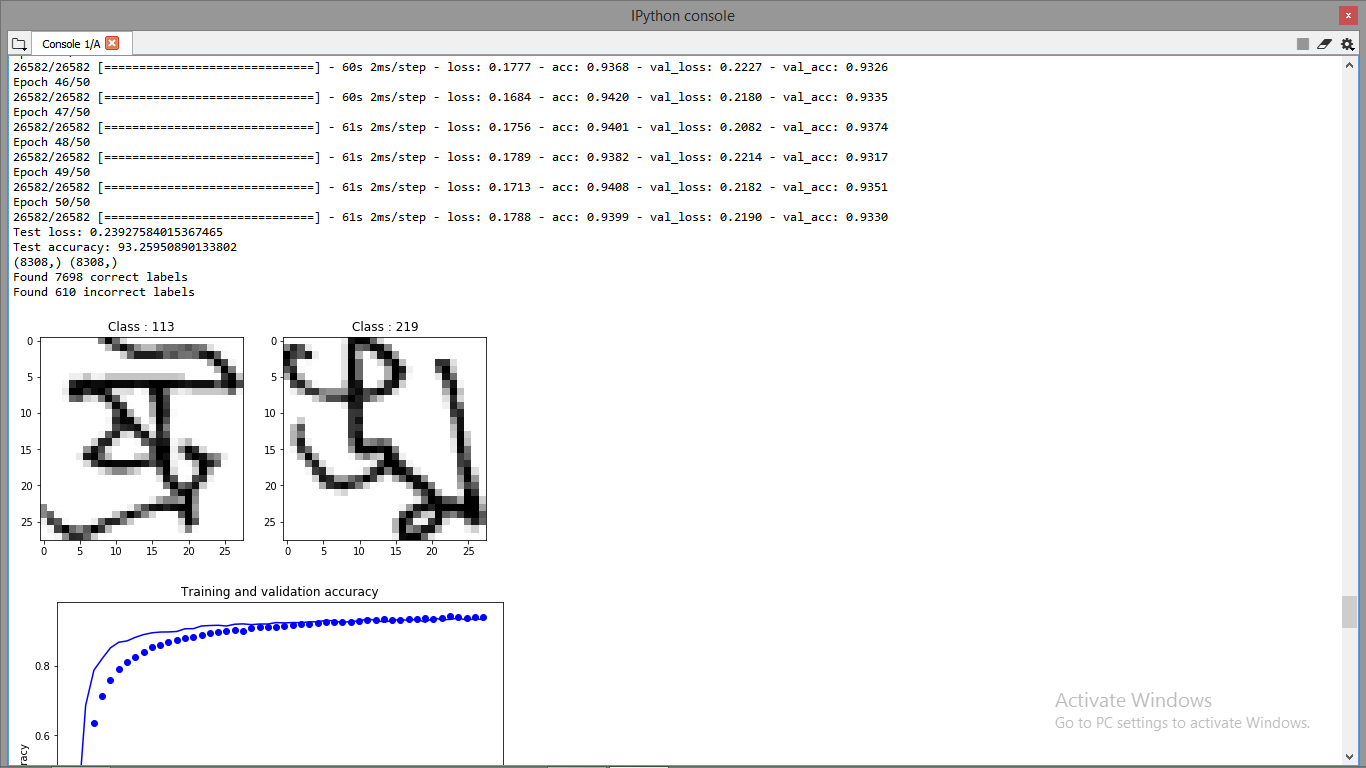 IPython console
Console 1/A
26582/26582 [==============================] - 60s 2ms/step - loss: 0.1777 - acc: 0.9368 - val_loss: 0.2227 - val_acc: 0.9326
Epoch 46/50
26582/26582 [==============================] - 60s 2ms/step - loss: 0.1684 - acc: 0.9420 - val_loss: 0.2180 - val_acc: 0.9335
Epoch 47/50
26582/26582 [==============================] - 61s 2ms/step - loss: 0.1756 - acc: 0.9401 - val_loss: 0.2082 - val_acc: 0.9374
Epoch 48/50
26582/26582 [==============================] - 61s 2ms/step - loss: 0.1789 - acc: 0.9382 - val_loss: 0.2214 - val_acc: 0.9317
Epoch 49/50
26582/26582 [==============================] - 61s 2ms/step - loss: 0.1713 - acc: 0.9408 - val_loss: 0.2182 - val_acc: 0.9351
Epoch 50/50
26582/26582 [==============================] - 61s 2ms/step - loss: 0.1788 - acc: 0.9399 - val_loss: 0.2190 - val_acc: 0.9330
Test loss: 0.23927584015367465
Test accuracy: 93.25950890133802
(8308,) (8308,)
Found 7698 correct labels
Found 610 incorrect labels
Class : 113
0
5
10
15
20
25
0 5 10 15 20 25
Class : 219
0
5
10
15
20
25
0 5 10 15 20 25
Training and validation accuracy
0.8
0.6
Activate Windows
Go to PC settings to activate Windows.